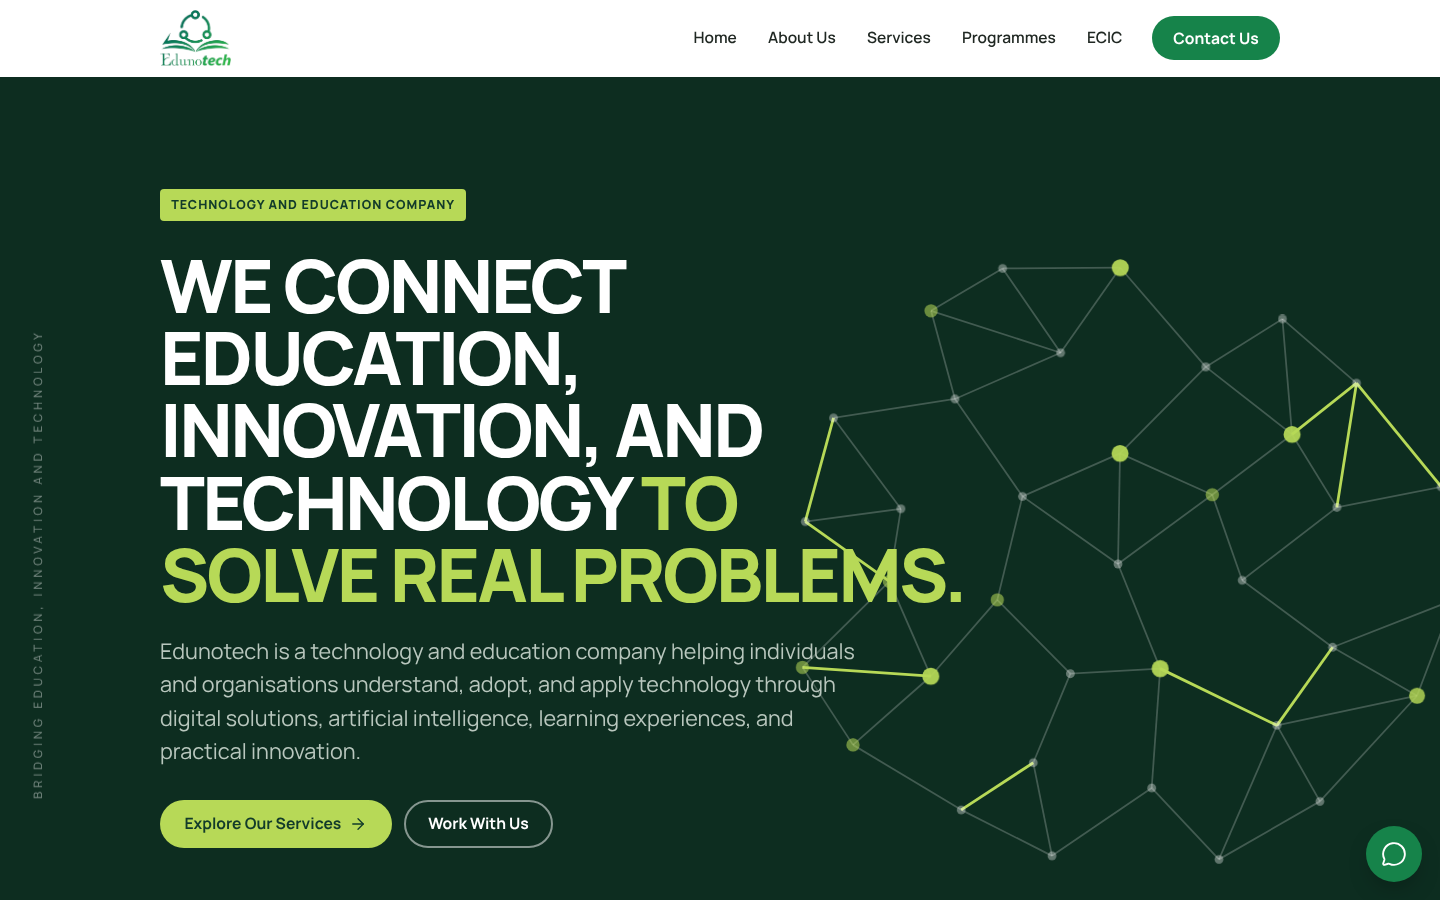 Edunotech
Home
About Us
Services
Programmes
ECIC
Contact Us
TECHNOLOGY AND EDUCATION COMPANY
WE CONNECT
EDUCATION,
INNOVATION, AND
TECHNOLOGY TO
SOLVE REAL PROBLEMS.
Edunotech is a technology and education company helping individuals
and organisations understand, adopt, and apply technology through
digital solutions, artificial intelligence, learning experiences, and
practical innovation.
Explore Our Services
Work With Us
BRIDGING EDUCATION, INNOVATION AND TECHNOLOGY